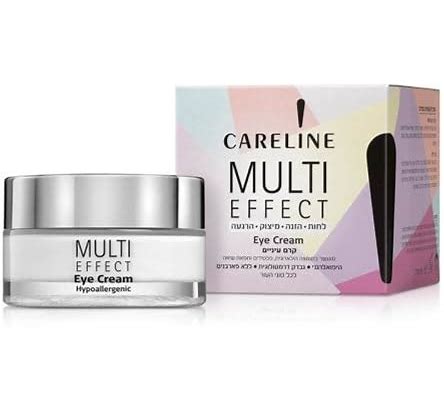 CARELINE
MULTI
EFFECT
לחות • הזנה • מיצוק • הרגעה
Eye Cream
קרם עיניים
היפואלרגני • נבדק דרמטולוגית • ללא פארבנים
לכל סוגי העור
MULTI
EFFECT
Eye Cream
Hypoallergenic